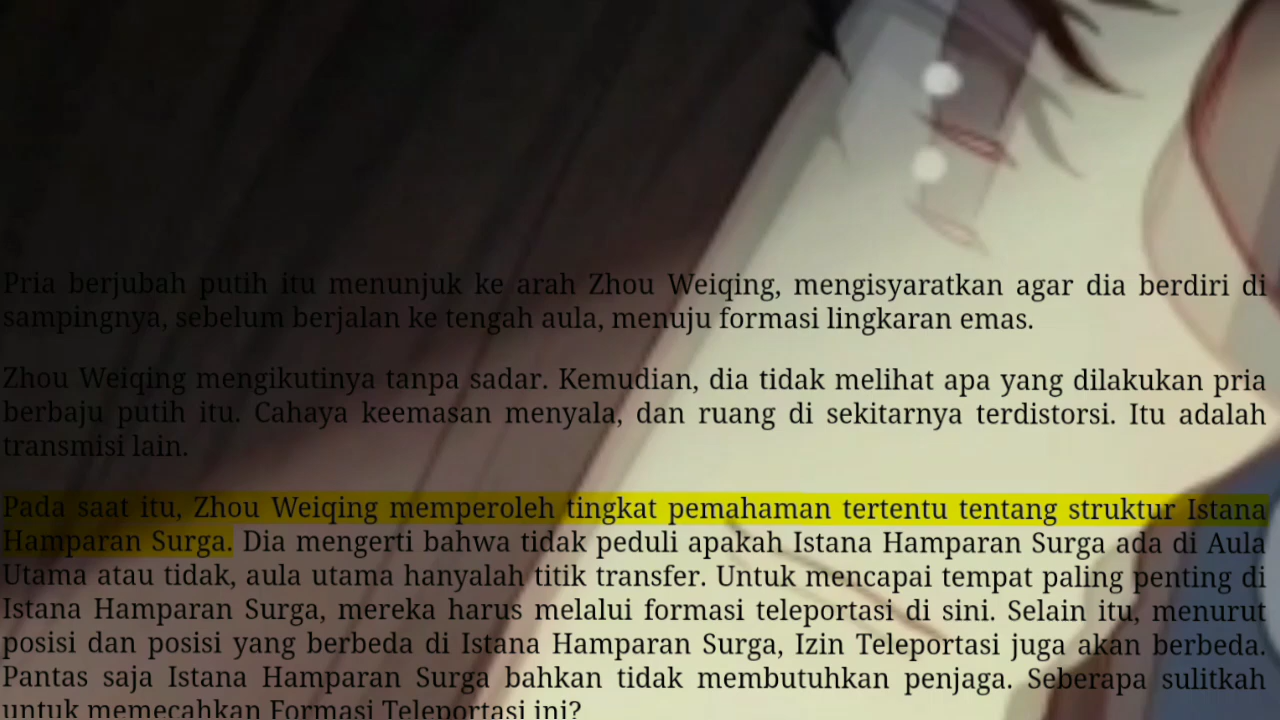 Pria berjubah putih itu menunjuk ke arah Zhou Weiqing, mengisyaratkan agar dia berdiri di
sampingnya, sebelum berjalan ke tengah aula, menuju formasi lingkaran emas.
Zhou Weiqing mengikutinya tanpa sadar. Kemudian, dia tidak melihat apa yang dilakukan pria
berbaju putih itu. Cahaya keemasan menyala, dan ruang di sekitarnya terdistorsi. Itu adalah
transmisi lain.
Pada saat itu, Zhou Weiqing memperoleh tingkat pemahaman tertentu tentang struktur Istana
Hamparan Surga. Dia mengerti bahwa tidak peduli apakah Istana Hamparan Surga ada di Aula
Utama atau tidak, aula utama hanyalah titik transfer. Untuk mencapai tempat paling penting di
Istana Hamparan Surga, mereka harus melalui formasi teleportasi di sini. Selain itu, menurut
posisi dan posisi yang berbeda di Istana Hamparan Surga, Izin Teleportasi juga akan berbeda.
Pantas saja Istana Hamparan Surga bahkan tidak membutuhkan penjaga. Seberapa sulitkah
untuk memecahkan Formasi Teleportasi ini?